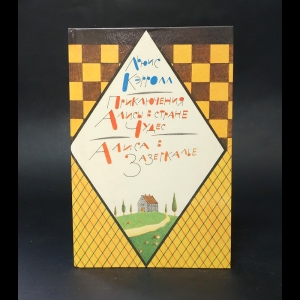 Льюис
Кэрролл
Приключения
Алисы в стране
Чудес
Алиса в
Зазеркалье